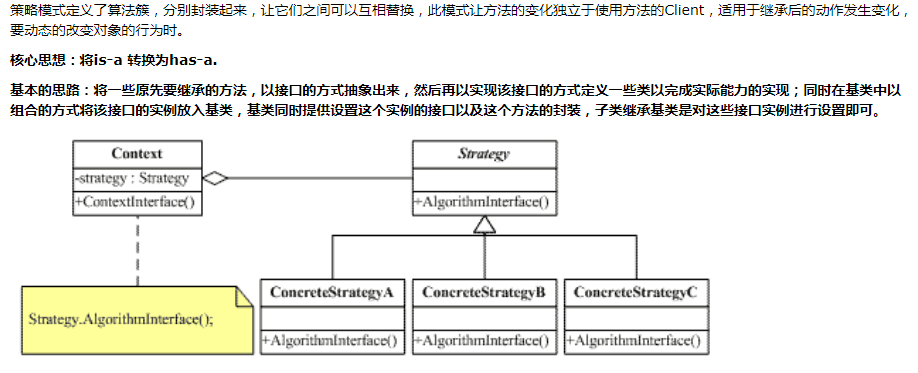 策略模式定义了算法簇，分别封装起来，让它们之间可以互相替换，此模式让方法的变化独立于使用方法的Client，适用于继承后的动作发生变化，
要动态的改变对象的行为时。
核心思想：将is-a 转换为has-a.
基本的思路：将一些原先要继承的方法，以接口的方式抽象出来，然后再以实现该接口的方式定义一些类以完成实际能力的实现；同时在基类中以
组合的方式将该接口的实例放入基类，基类同时提供设置这个实例的接口以及这个方法的封装，子类继承基类是对这些接口实例进行设置即可。
Context
-strategy : Strategy
+ContextInterface()
Strategy
+AlgorithmInterface()
Strategy.AlgorithmInterface();
ConcreteStrategyA
+AlgorithmInterface()
ConcreteStrategyB
+AlgorithmInterface()
ConcreteStrategyC
+AlgorithmInterface()